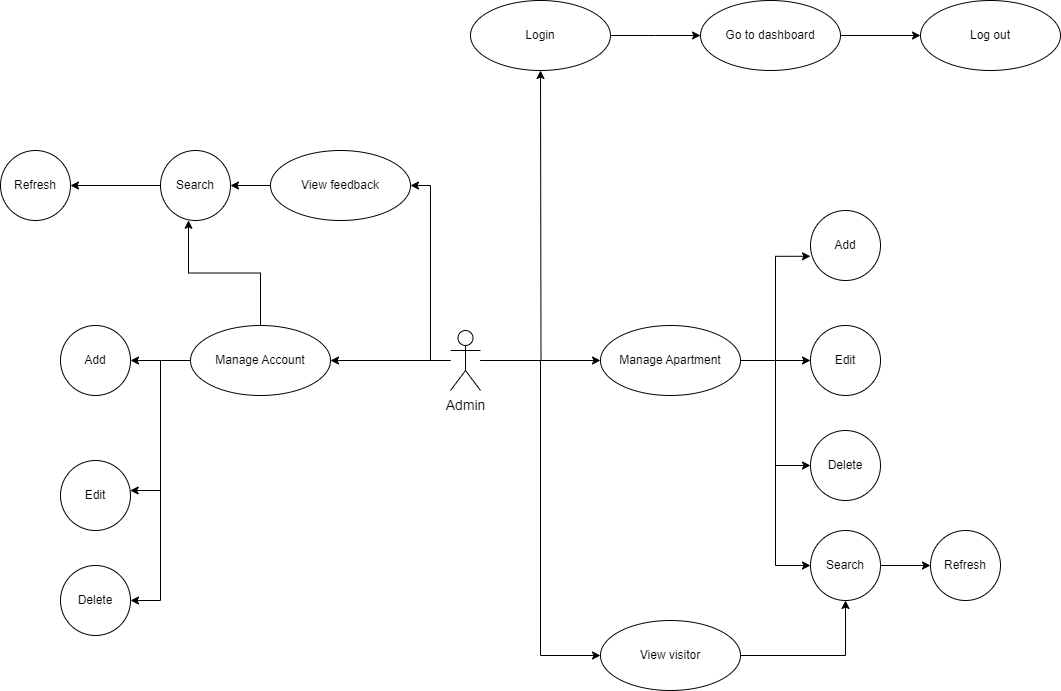 Login
Go to dashboard
Log out
Refresh
Search
View feedback
Add
Add
Manage Account
Admin
Manage Apartment
Edit
Delete
Edit
Search
Refresh
Delete
View visitor